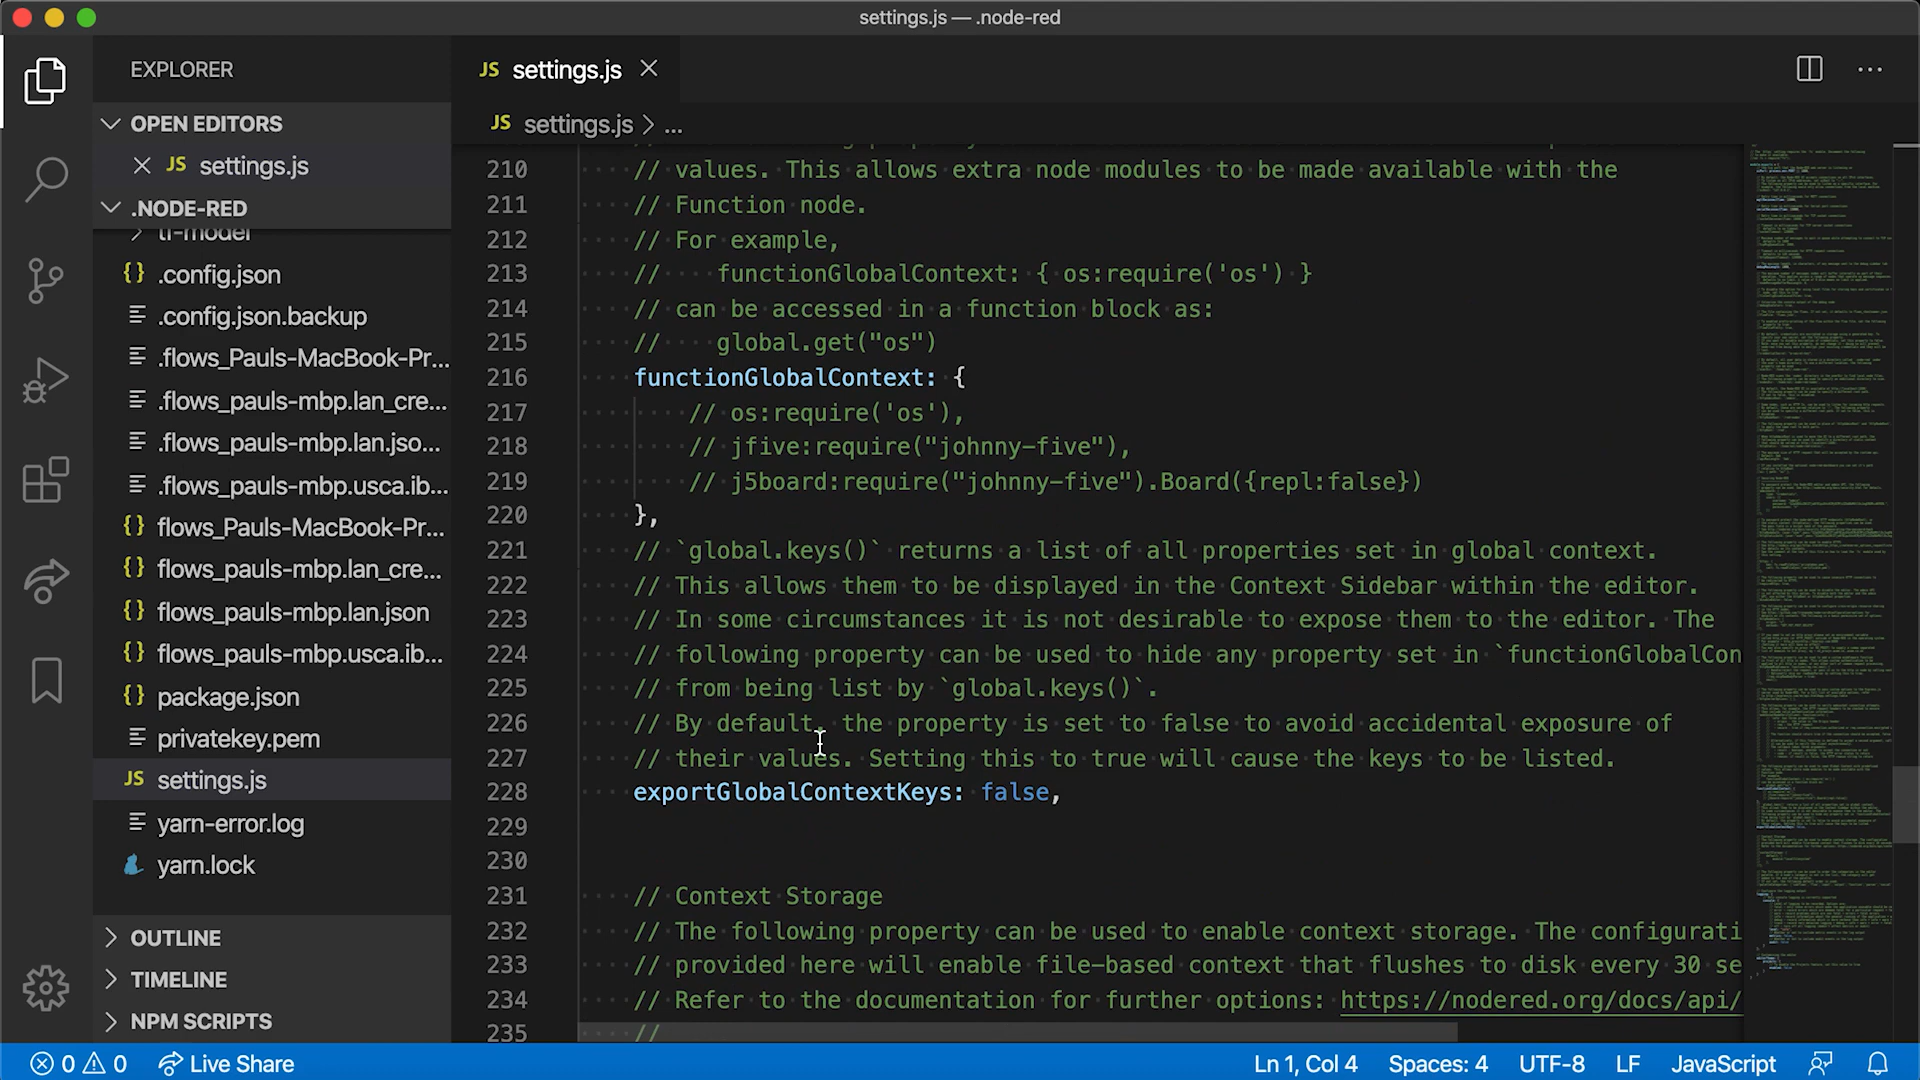 settings.js — .node-red
EXPLORER
OPEN EDITORS
JS settings.js
.NODE-RED
tf-model
{} .config.json
.config.json.backup
.flows_Pauls-MacBook-Pr...
.flows_pauls-mbp.lan_cre...
.flows_pauls-mbp.lan.jso...
.flows_pauls-mbp.usca.ib...
{} flows_Pauls-MacBook-Pr...
{} flows_pauls-mbp.lan_cre...
{} flows_pauls-mbp.lan.json
{} flows_pauls-mbp.usca.ib...
{} package.json
privatekey.pem
JS settings.js
yarn-error.log
yarn.lock
OUTLINE
TIMELINE
NPM SCRIPTS
JS settings.js
JS settings.js > ...
210 // values. This allows extra node modules to be made available with the
211 // Function node.
212 // For example,
213 //    functionGlobalContext: { os:require('os') }
214 // can be accessed in a function block as:
215 //    global.get("os")
216 functionGlobalContext: {
217     // os:require('os'),
218     // jfive:require("johnny-five"),
219     // j5board:require("johnny-five").Board({repl:false})
220 },
221 // `global.keys()` returns a list of all properties set in global context.
222 // This allows them to be displayed in the Context Sidebar within the editor.
223 // In some circumstances it is not desirable to expose them to the editor. The
224 // following property can be used to hide any property set in `functionGlobalCon
225 // from being list by `global.keys()`.
226 // By default, the property is set to false to avoid accidental exposure of
227 // their values. Setting this to true will cause the keys to be listed.
228 exportGlobalContextKeys: false,
229
230
231 // Context Storage
232 // The following property can be used to enable context storage. The configurati
233 // provided here will enable file-based context that flushes to disk every 30 se
234 // Refer to the documentation for further options: https://nodered.org/docs/api/
235 //
0 0 Live Share
Ln 1, Col 4 Spaces: 4 UTF-8 LF JavaScript